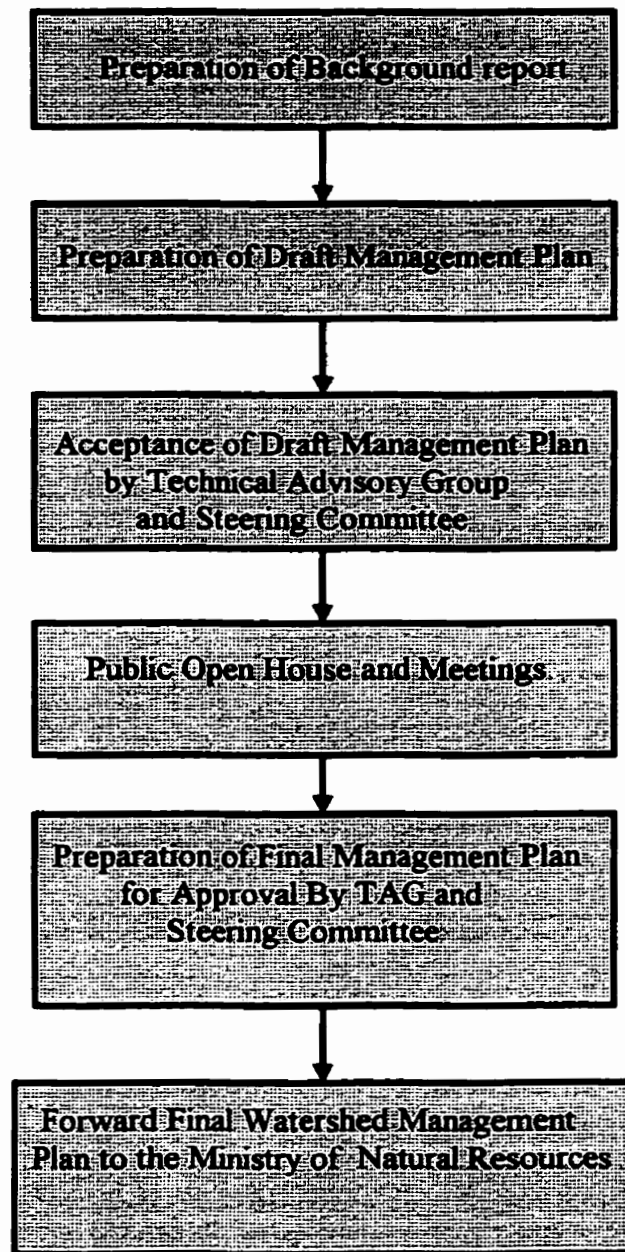 Preparation of Background report
Preparation of Draft Management Plan
Acceptance of Draft Management Plan
by Technical Advisory Group
and Steering Committee
Public Open House and Meetings
Preparation of Final Management Plan
for Approval By TAG and
Steering Committee
Forward Final Watershed Management
Plan to the Ministry of Natural Resources